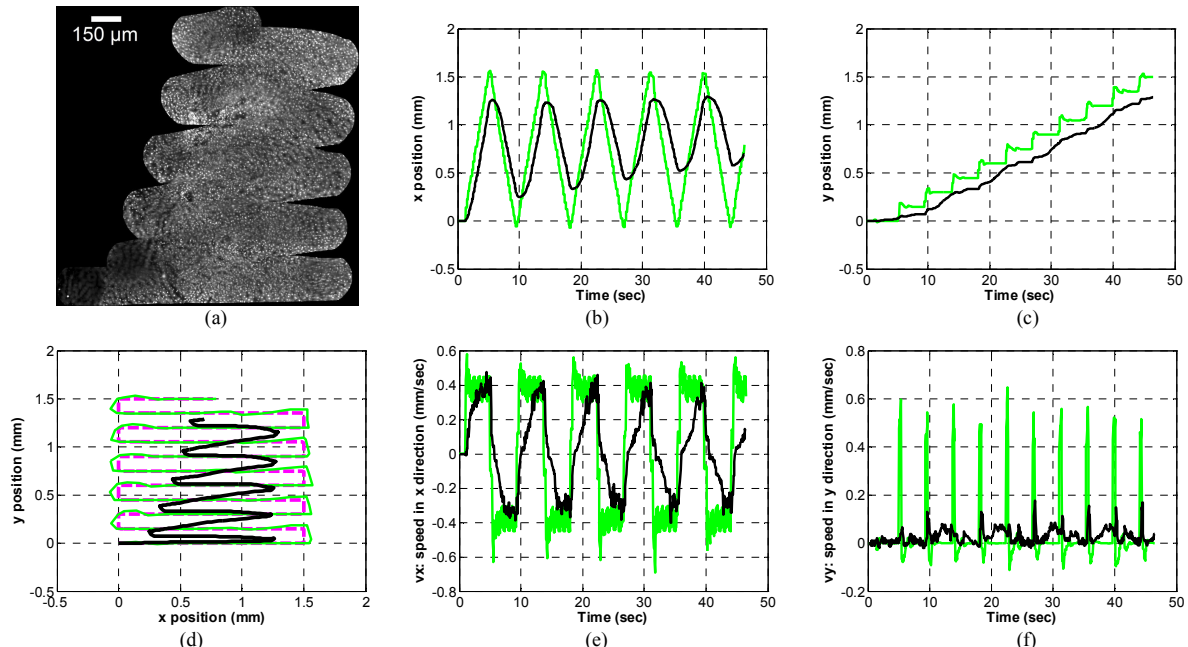 150 µm
(a)
2
1.5
1
0.5
0
-0.5
x position (mm)
0 10 20 30 40 50
Time (sec)
(b)
2
1.5
1
0.5
0
-0.5
y position (mm)
0 10 20 30 40 50
Time (sec)
(c)
2
1.5
1
0.5
0
-0.5
y position (mm)
-0.5 0 0.5 1 1.5 2
x position (mm)
(d)
0.6
0.4
0.2
0
-0.2
-0.4
-0.6
-0.8
vx: speed in x direction (mm/sec)
0 10 20 30 40 50
Time (sec)
(e)
0.8
0.6
0.4
0.2
0
-0.2
vy: speed in y direction (mm/sec)
0 10 20 30 40 50
Time (sec)
(f)